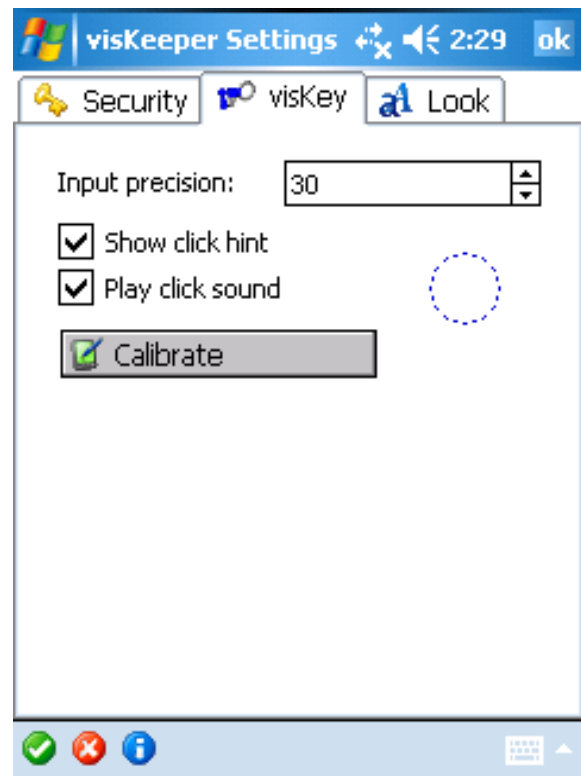 visKeeper Settings 2:29 ok
Security visKey Look
Input precision: 30
Show click hint
Play click sound
Calibrate